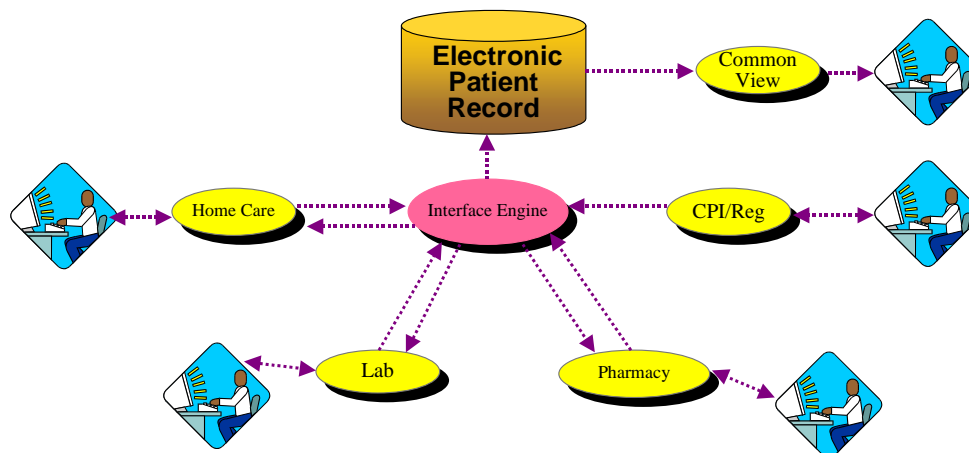 Electronic
Patient
Record
Common
View
Home Care
Interface Engine
CPI/Reg
Lab
Pharmacy